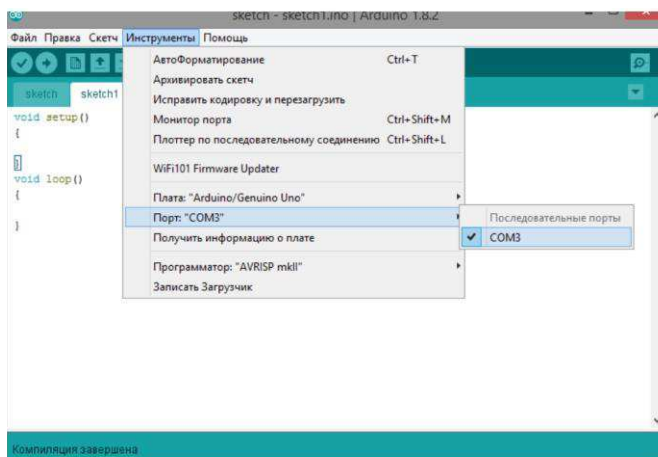 sketch - sketch1.ino | Arduino 1.8.2
Файл Правка Скетч Инструменты Помощь
sketch sketch1
АвтоФорматирование Ctrl+T
Архивировать скетч
Исправить кодировку и перезагрузить
Монитор порта Ctrl+Shift+M
Плоттер по последовательному соединению Ctrl+Shift+L
WiFi101 Firmware Updater
Плата: "Arduino/Genuino Uno"
Порт: "COM3"
Получить информацию о плате
Программатор: "AVRISP mkII"
Записать Загрузчик
Последовательные порты
COM3
void setup()
{
}
void loop()
{
}
Компиляция завершена